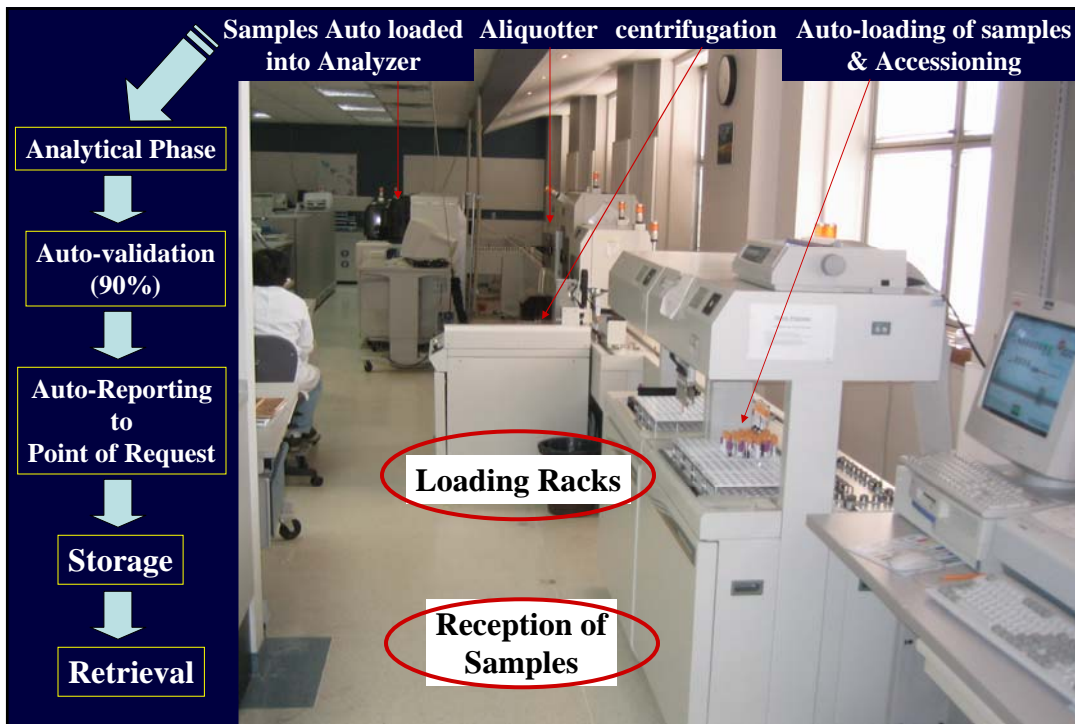 Samples Auto loaded
into Analyzer
Aliquotter
centrifugation
Auto-loading of samples
& Accessioning
Analytical Phase
Auto-validation
(90%)
Auto-Reporting
to
Point of Request
Storage
Retrieval
Loading Racks
Reception of
Samples